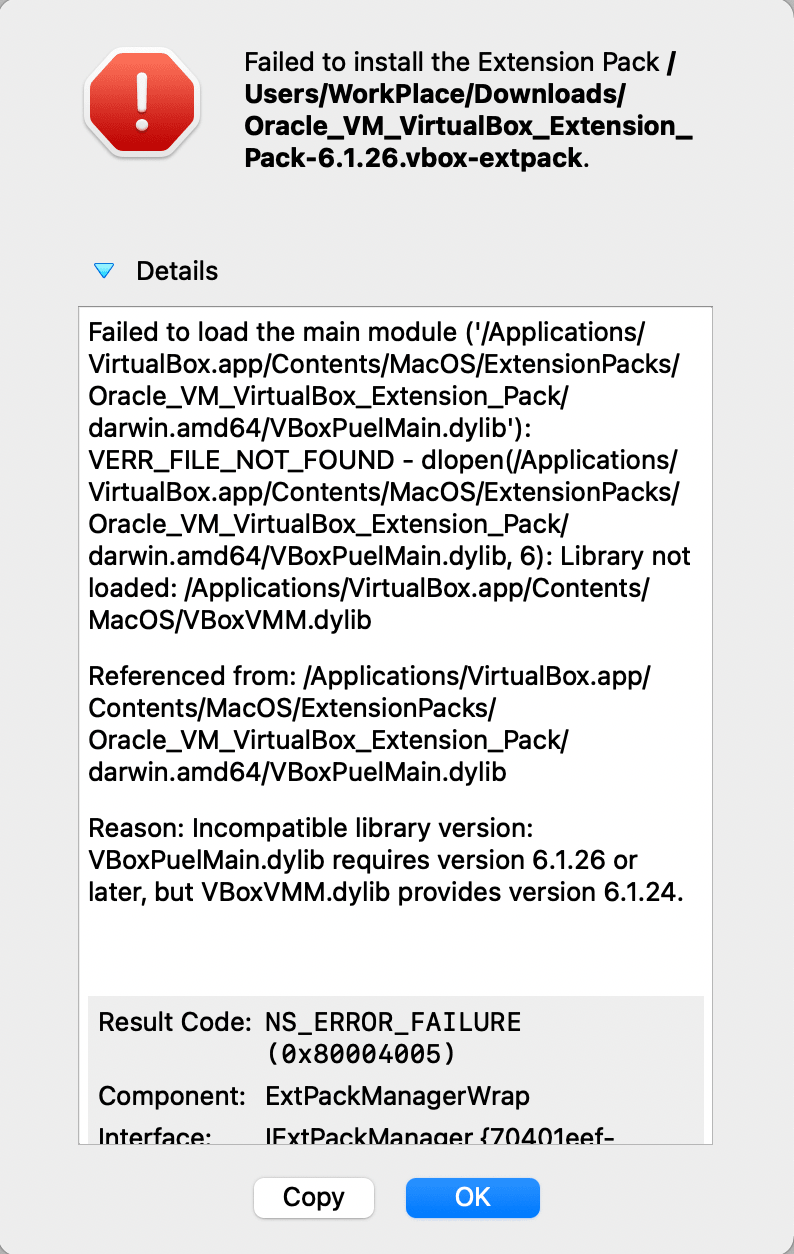 Failed to install the Extension Pack /
Users/WorkPlace/Downloads/
Oracle_VM_VirtualBox_Extension_
Pack-6.1.26.vbox-extpack.
Details
Failed to load the main module ('/Applications/
VirtualBox.app/Contents/MacOS/ExtensionPacks/
Oracle_VM_VirtualBox_Extension_Pack/
darwin.amd64/VBoxPuelMain.dylib'):
VERR_FILE_NOT_FOUND - dlopen(/Applications/
VirtualBox.app/Contents/MacOS/ExtensionPacks/
Oracle_VM_VirtualBox_Extension_Pack/
darwin.amd64/VBoxPuelMain.dylib, 6): Library not
loaded: /Applications/VirtualBox.app/Contents/
MacOS/VBoxVMM.dylib
Referenced from: /Applications/VirtualBox.app/
Contents/MacOS/ExtensionPacks/
Oracle_VM_VirtualBox_Extension_Pack/
darwin.amd64/VBoxPuelMain.dylib
Reason: Incompatible library version:
VBoxPuelMain.dylib requires version 6.1.26 or
later, but VBoxVMM.dylib provides version 6.1.24.
Result Code: NS_ERROR_FAILURE
(0x80004005)
Component: ExtPackManagerWrap
Interface: IExtPackManager {70401eef-
Copy OK